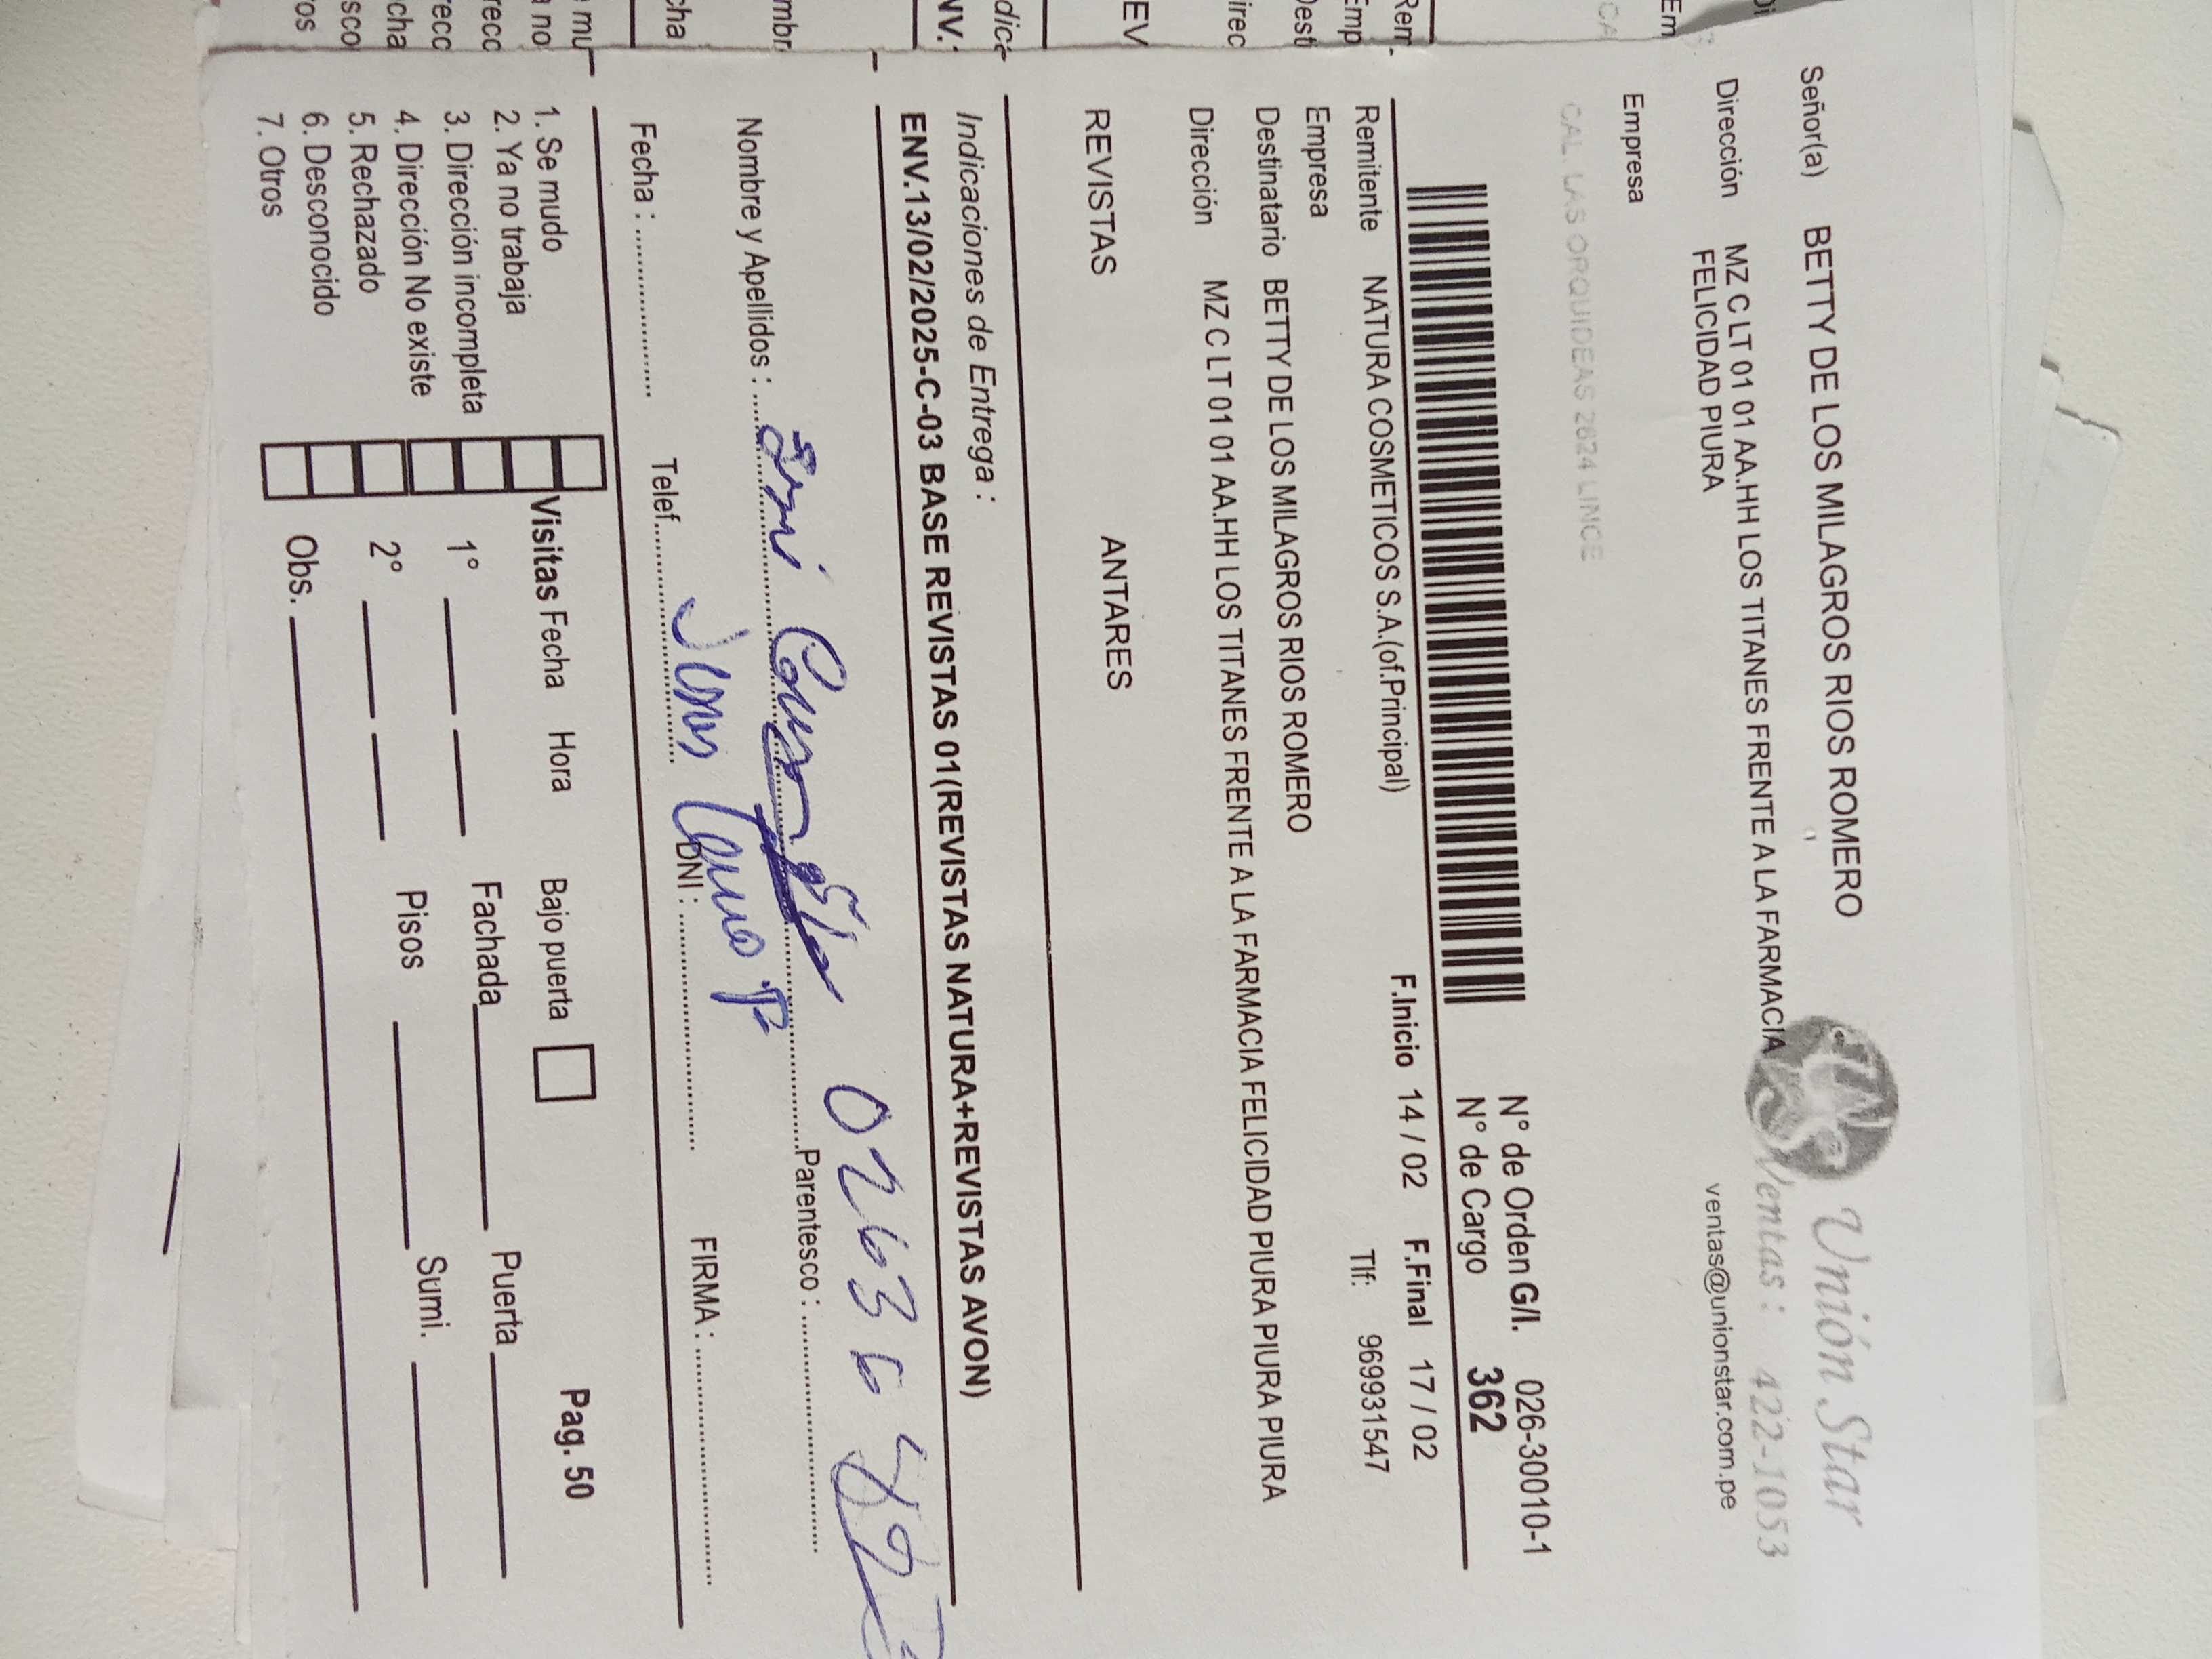 Señor(a) BETTY DE LOS MILAGROS RIOS ROMERO
Dirección MZ C LT 01 01 AA.HH LOS TITANES FRENTE A LA FARMACIA
FELICIDAD PIURA
Empresa
CAL. LAS ORQUIDEAS 2624 LINCE
Unión Star
Ventas: 422-1053
ventas@unionstar.com.pe
N° de Orden G/I. 026-30010-1
N° de Cargo 362
Remitente NATURA COSMETICOS S.A.(of.Principal) F.Inicio 14 / 02 F.Final 17 / 02
Empresa Tlf: 969931547
Destinatario BETTY DE LOS MILAGROS RIOS ROMERO
Dirección MZ C LT 01 01 AA.HH LOS TITANES FRENTE A LA FARMACIA FELICIDAD PIURA PIURA PIURA
REVISTAS ANTARES
Indicaciones de Entrega :
ENV.13/02/2025-C-03 BASE REVISTAS 01(REVISTAS NATURA+REVISTAS AVON)
Nombre y Apellidos : Parentesco :
Fecha : Telef. DNI : FIRMA :
1. Se mudo
2. Ya no trabaja
3. Dirección incompleta
4. Dirección No existe
5. Rechazado
6. Desconocido
7. Otros
Visitas Fecha Hora Bajo puerta Pag. 50
1° Fachada Puerta
2° Pisos Sumi.
Obs.